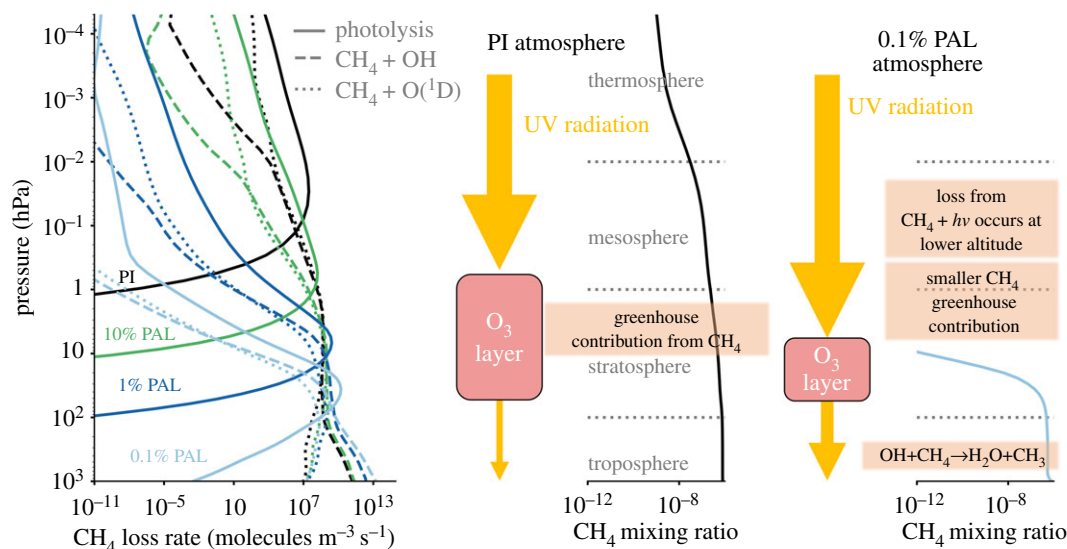 10⁻⁴
10⁻³
10⁻²
10⁻¹
1
10
10²
10³
pressure (hPa)
photolysis
CH₄ + OH
CH₄ + O(¹D)
PI
10% PAL
1% PAL
0.1% PAL
10⁻¹¹
10⁻⁵
10
10⁷
10¹³
CH₄ loss rate (molecules m⁻³ s⁻¹)
PI atmosphere
UV radiation
thermosphere
mesosphere
O₃
layer
greenhouse
contribution from CH₄
stratosphere
troposphere
10⁻¹²
10⁻⁸
CH₄ mixing ratio
0.1% PAL
atmosphere
UV radiation
loss from
CH₄ + hv occurs at
lower altitude
smaller CH₄
greenhouse
contribution
O₃
layer
OH+CH₄→H₂O+CH₃
10⁻¹²
10⁻⁸
CH₄ mixing ratio